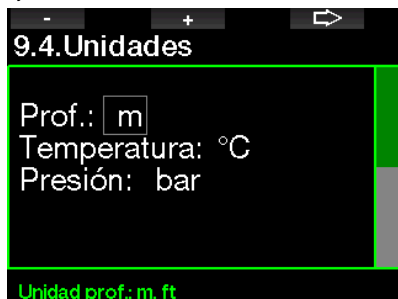 - +
9.4.Unidades
Prof.: m
Temperatura: °C
Presión: bar
Unidad prof.: m, ft